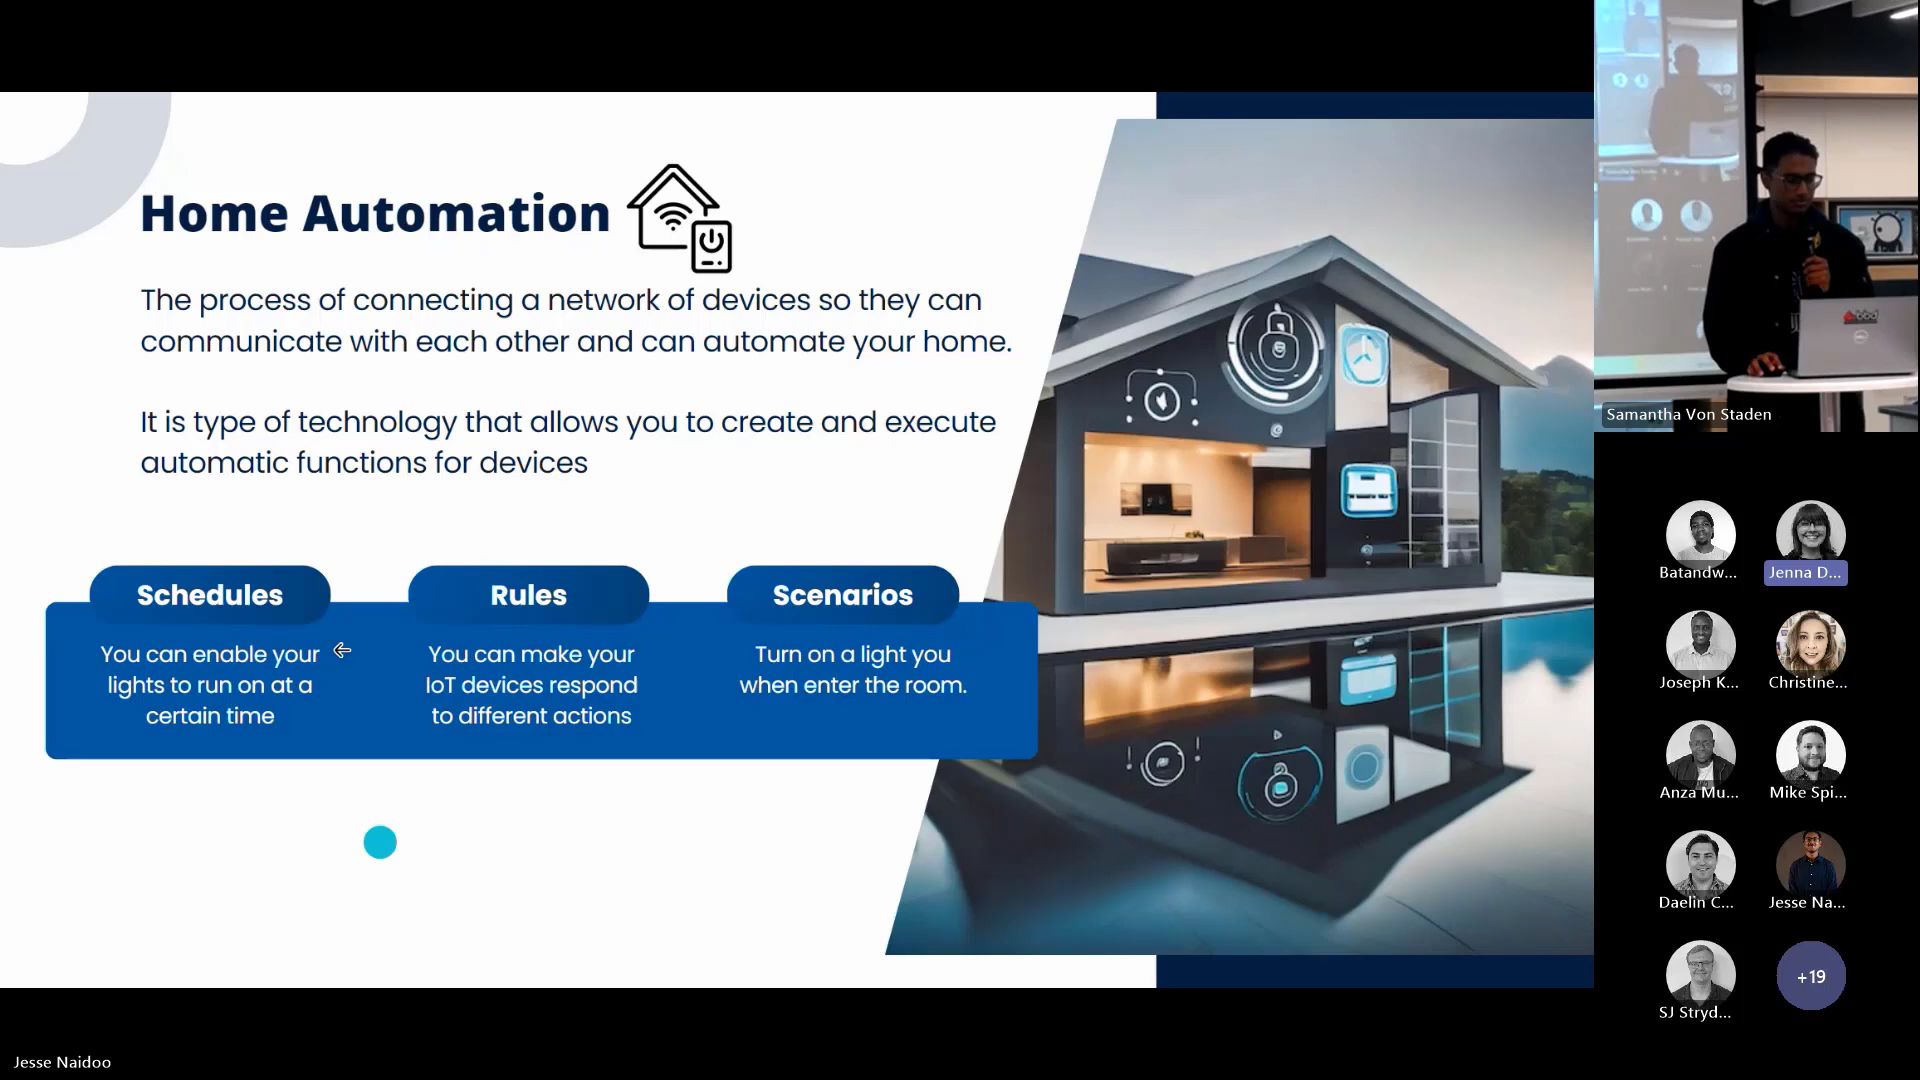 Home Automation
The process of connecting a network of devices so they can
communicate with each other and can automate your home.
It is type of technology that allows you to create and execute
automatic functions for devices
Schedules
You can enable your
lights to run on at a
certain time
Rules
You can make your
IoT devices respond
to different actions
Scenarios
Turn on a light you
when enter the room.
bbd
DELL
Samantha Von Staden
Batandw...
Jenna D...
Joseph K...
Christine...
Anza Mu...
Mike Spi...
Daelin C...
Jesse Na...
SJ Stryd...
+19
Jesse Naidoo